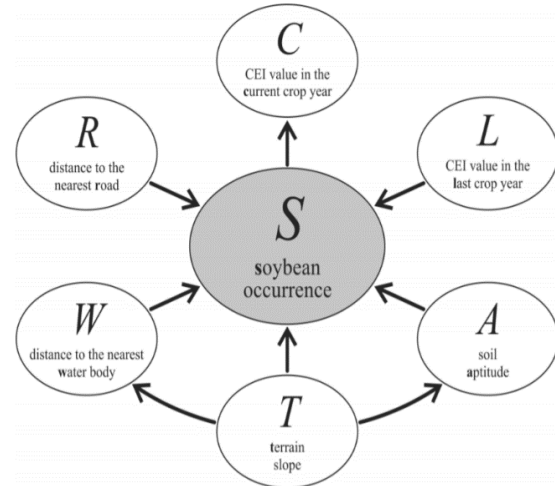 C
CEI value in the
current crop year
R
distance to the
nearest road
L
CEI value in the
last crop year
S
soybean
occurrence
W
distance to the nearest
water body
A
soil
aptitude
T
terrain
slope